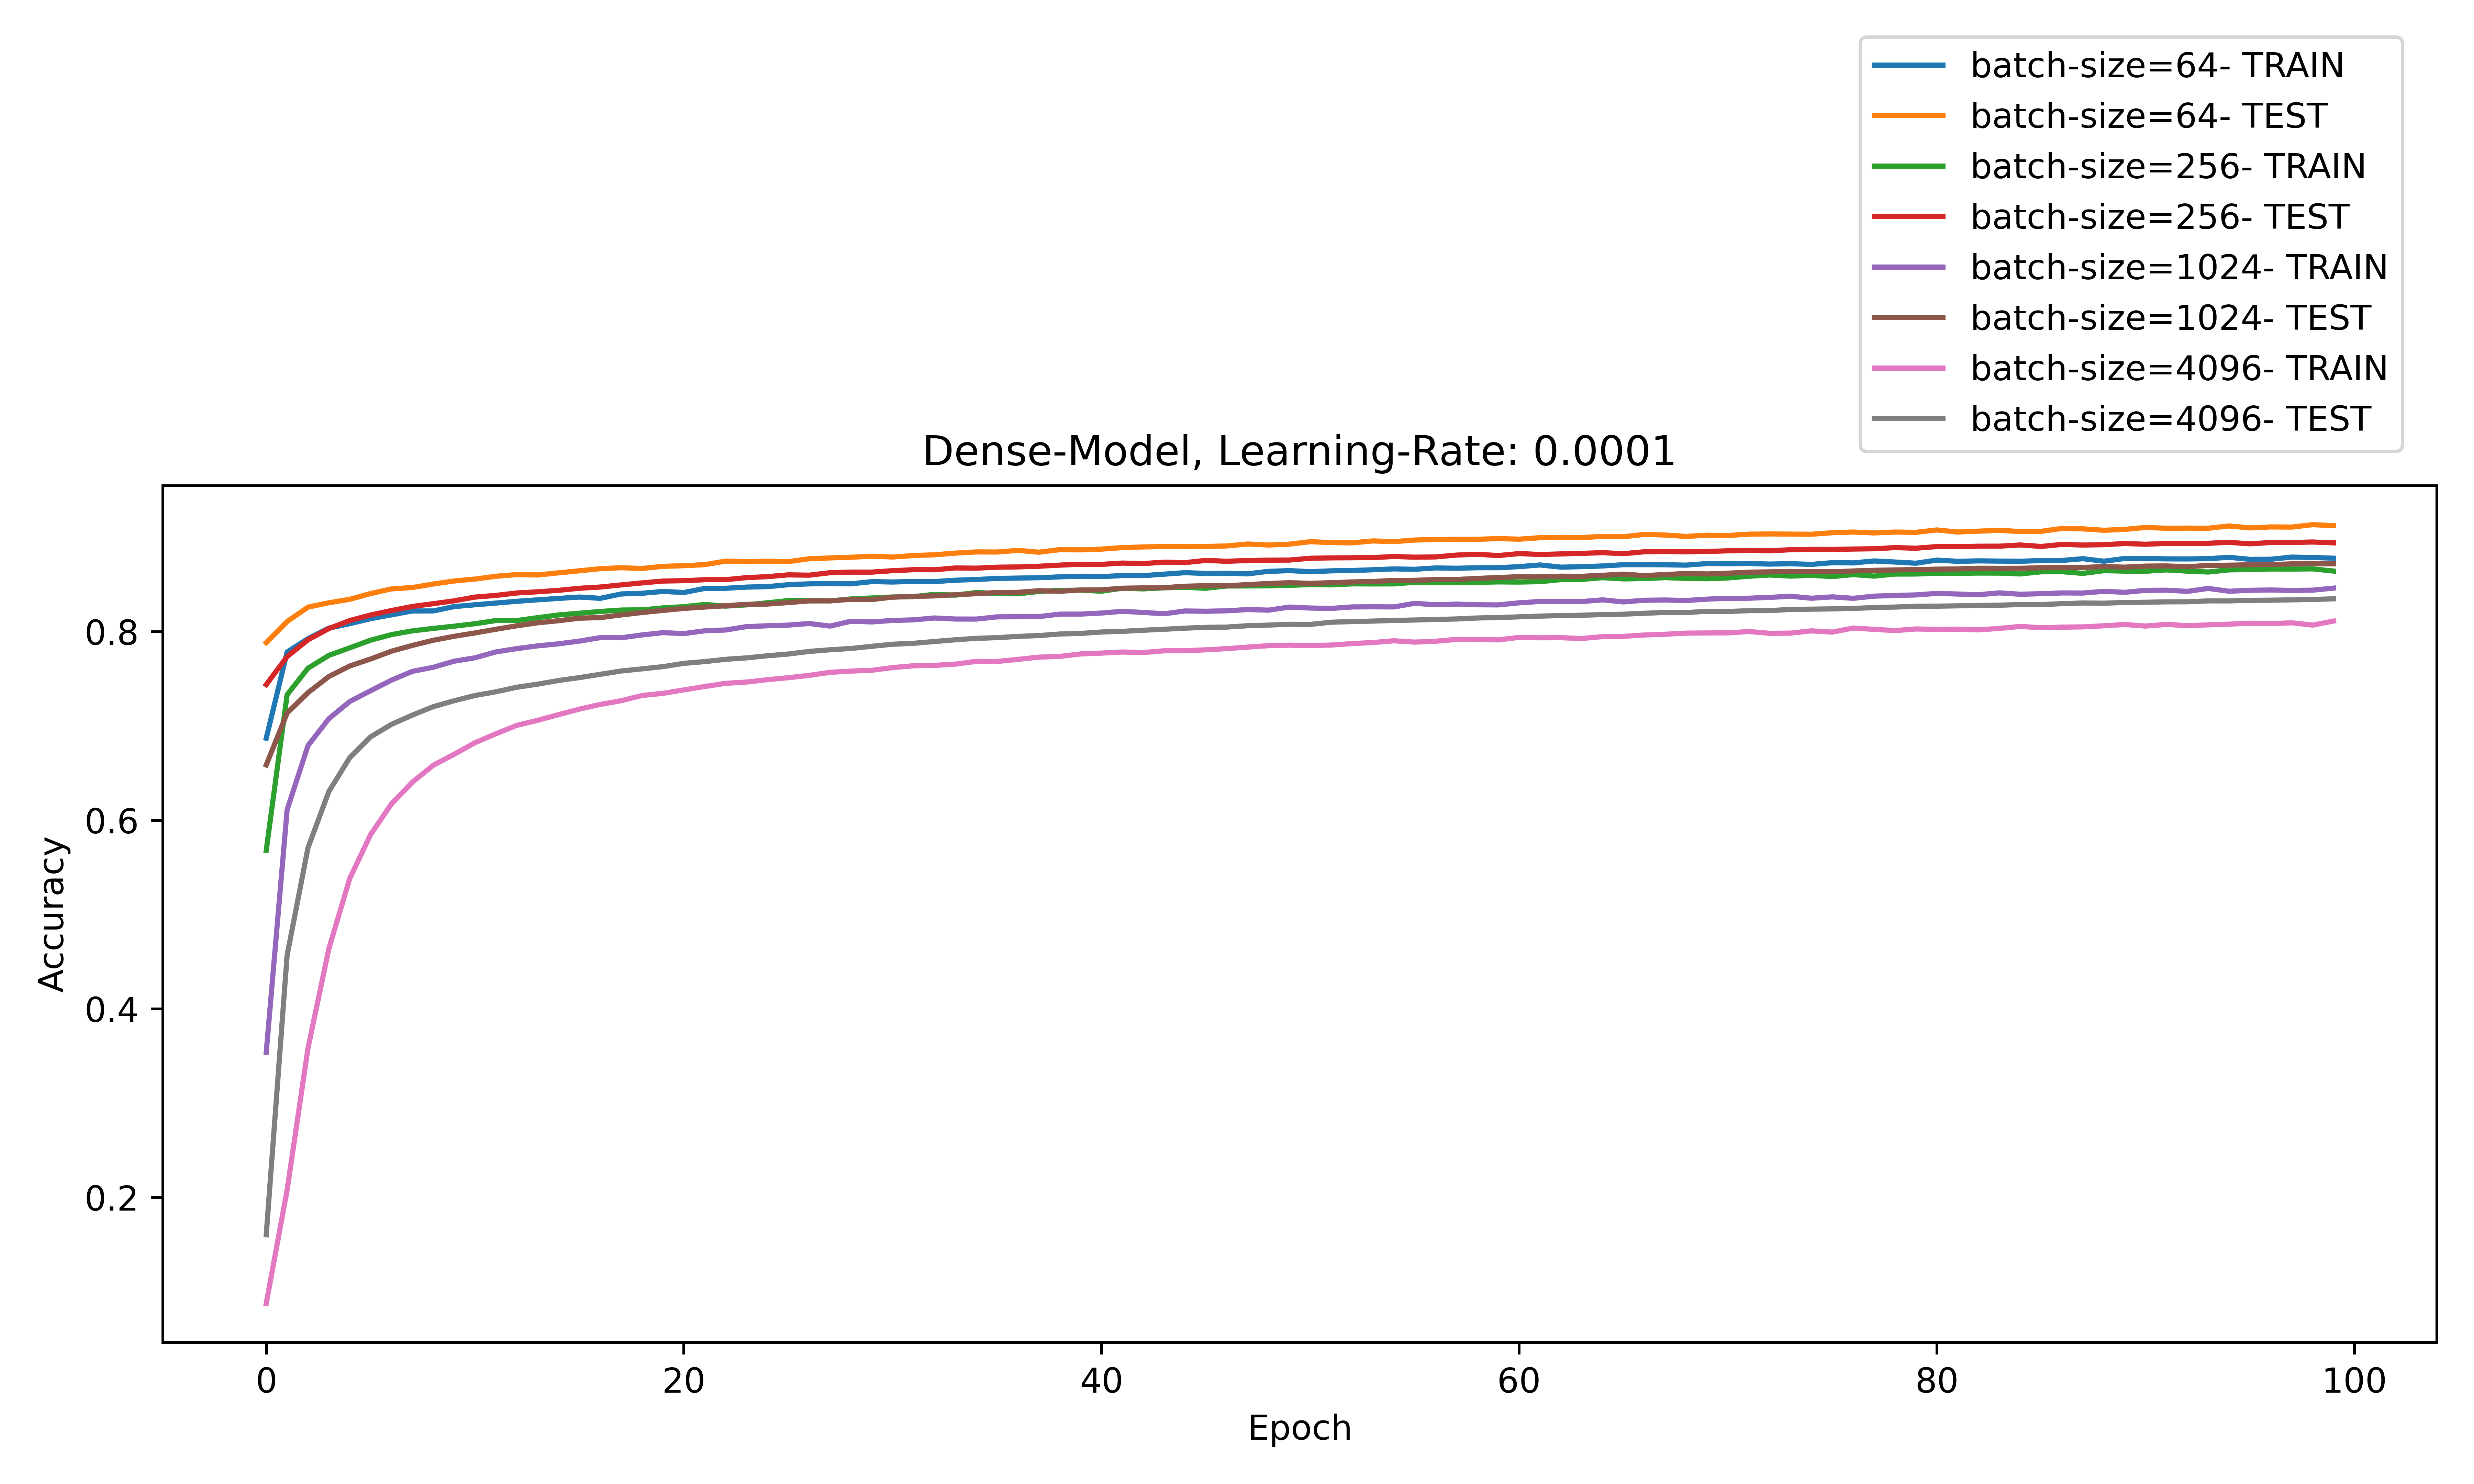 batch-size=64- TRAIN
batch-size=64- TEST
batch-size=256- TRAIN
batch-size=256- TEST
batch-size=1024- TRAIN
batch-size=1024- TEST
batch-size=4096- TRAIN
batch-size=4096- TEST
Dense-Model, Learning-Rate: 0.0001
Accuracy
0.8
0.6
0.4
0.2
0 20 40 60 80 100
Epoch